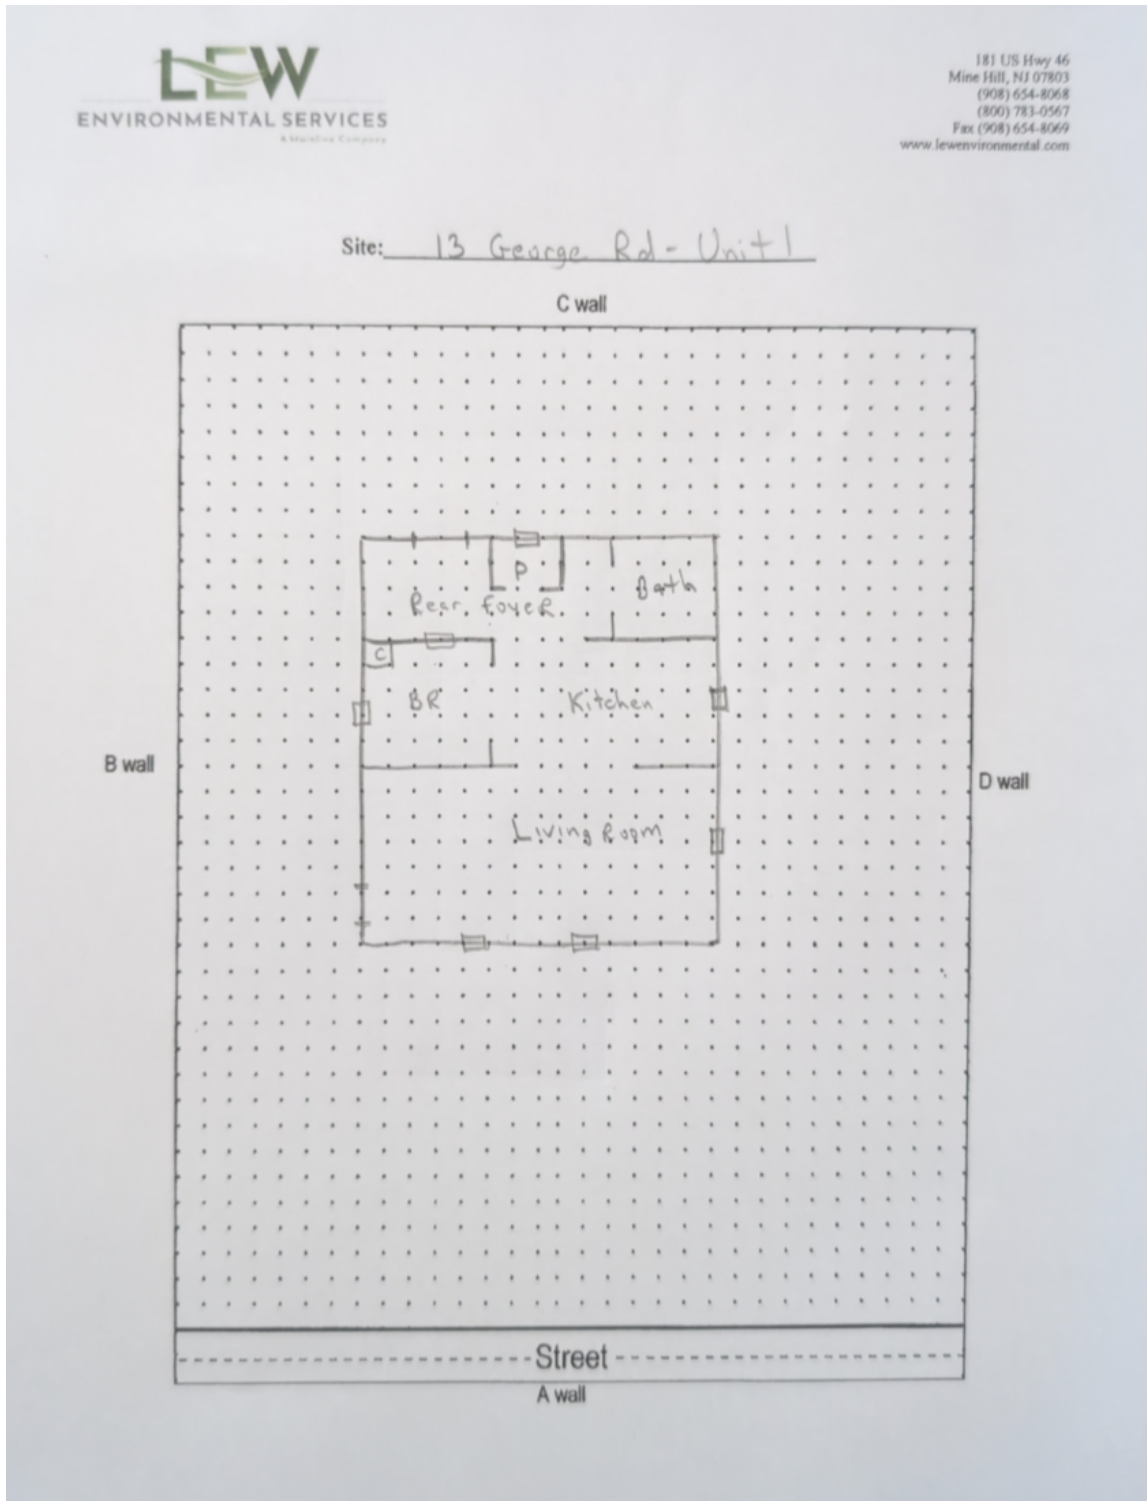 LEW
ENVIRONMENTAL SERVICES
A Mainline Company
181 US Hwy 46
Mine Hill, NJ 07803
(908) 654-8068
(800) 783-0567
Fax (908) 654-8069
www.lewenvironmental.com
Site: 13 George Rd - Unit 1
C wall
P
Bath
Rear Foyer
C
BR
Kitchen
B wall
D wall
Living Room
Street
A wall